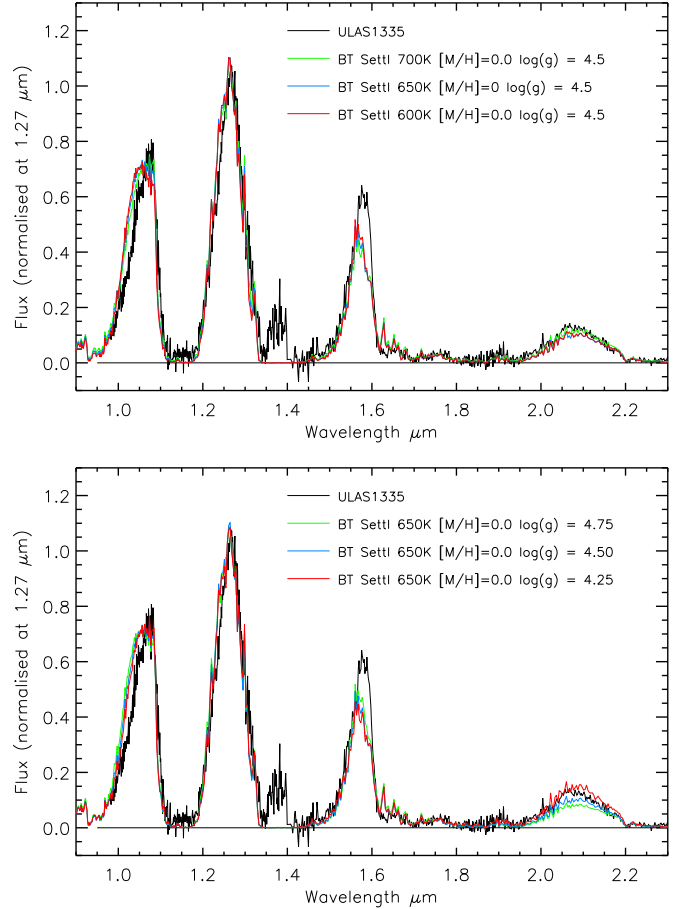 ULAS1335
BT Settl 700K [M/H]=0.0 log(g) = 4.5
BT Settl 650K [M/H]=0 log(g) = 4.5
BT Settl 600K [M/H]=0.0 log(g) = 4.5
Flux (normalised at 1.27 μm)
1.2
1.0
0.8
0.6
0.4
0.2
0.0
1.0 1.2 1.4 1.6 1.8 2.0 2.2
Wavelength μm
ULAS1335
BT Settl 650K [M/H]=0.0 log(g) = 4.75
BT Settl 650K [M/H]=0.0 log(g) = 4.50
BT Settl 650K [M/H]=0.0 log(g) = 4.25
Flux (normalised at 1.27 μm)
1.2
1.0
0.8
0.6
0.4
0.2
0.0
1.0 1.2 1.4 1.6 1.8 2.0 2.2
Wavelength μm